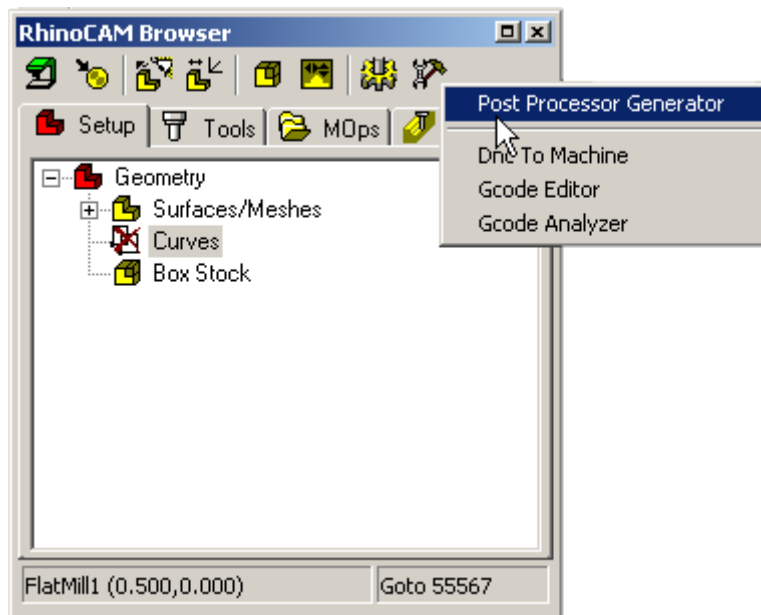 RhinoCAM Browser
Post Processor Generator
Setup Tools MOps
Dnc To Machine
Gcode Editor
Gcode Analyzer
Geometry
Surfaces/Meshes
Curves
Box Stock
FlatMill1 (0.500,0.000) Goto 55567